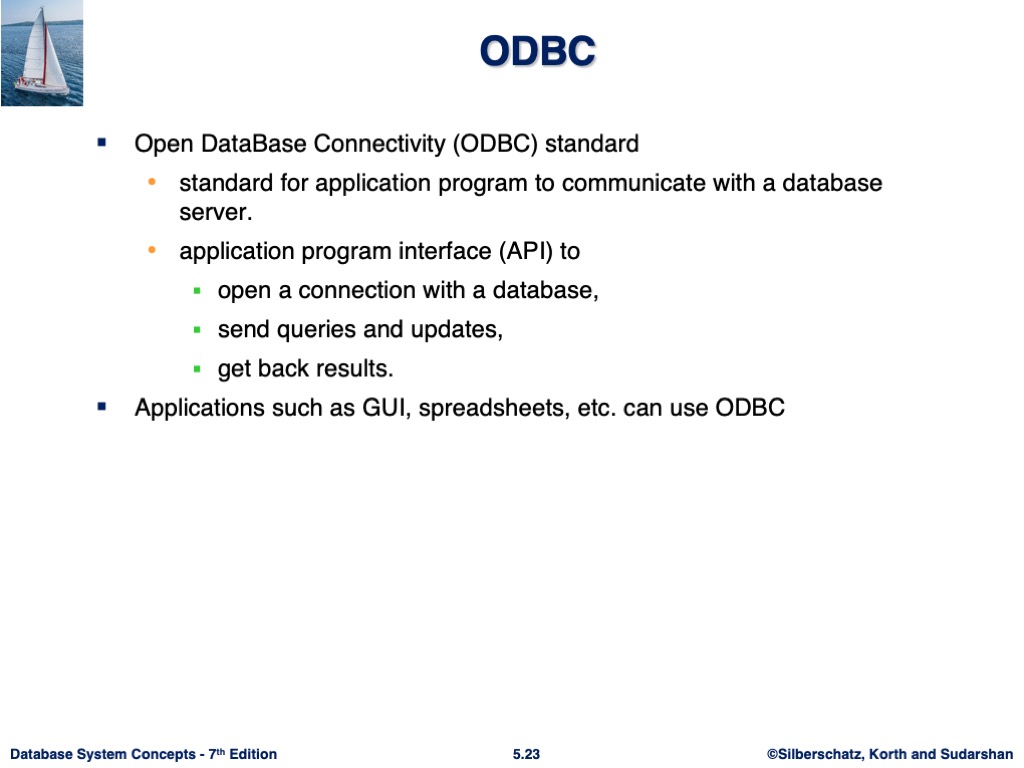 ODBC
▪ Open DataBase Connectivity (ODBC) standard
• standard for application program to communicate with a database
server.
• application program interface (API) to
▪ open a connection with a database,
▪ send queries and updates,
▪ get back results.
▪ Applications such as GUI, spreadsheets, etc. can use ODBC
Database System Concepts - 7th Edition 5.23 ©Silberschatz, Korth and Sudarshan